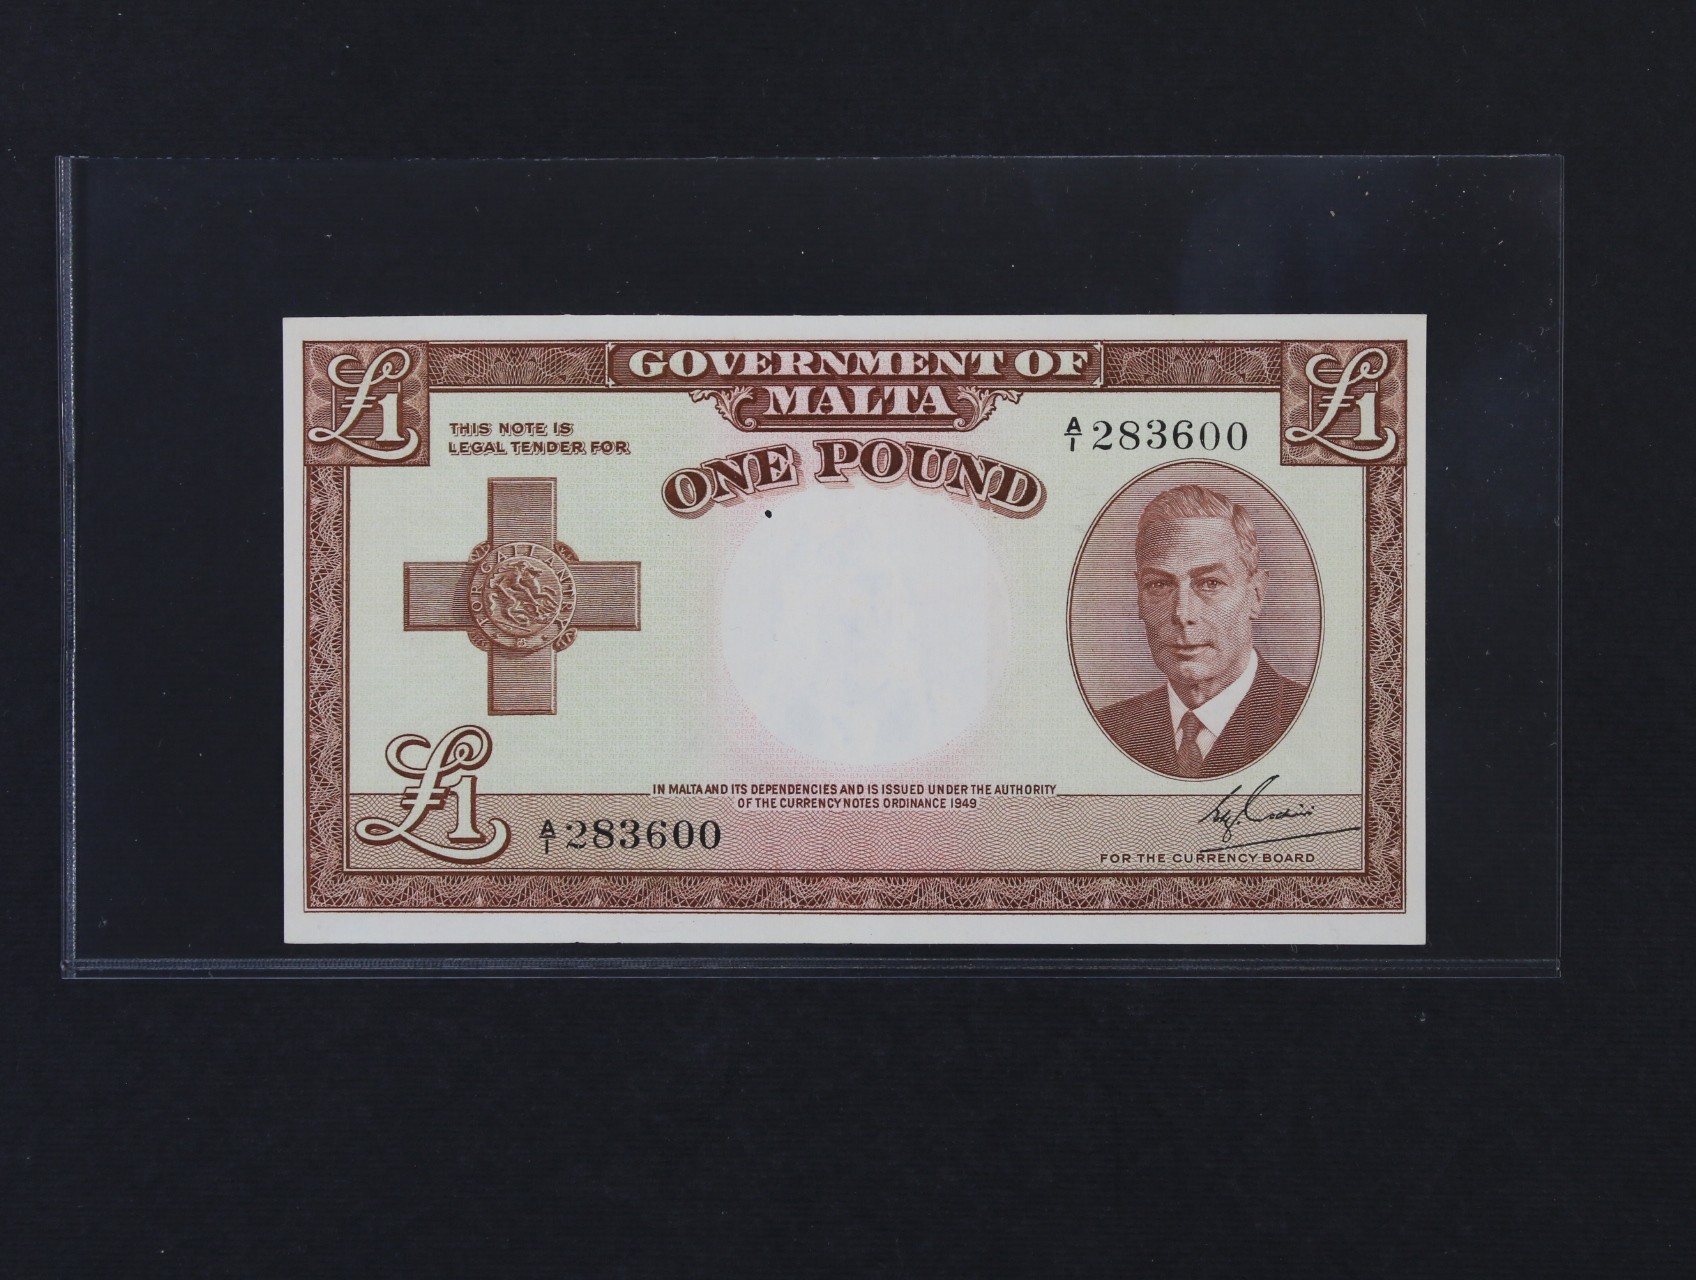 £1
GOVERNMENT OF
MALTA
£1
THIS NOTE IS
LEGAL TENDER FOR
A/1 283600
ONE POUND
FOR GALLANTRY
£1
IN MALTA AND ITS DEPENDENCIES AND IS ISSUED UNDER THE AUTHORITY
OF THE CURRENCY NOTES ORDINANCE 1949
A/1 283600
FOR THE CURRENCY BOARD